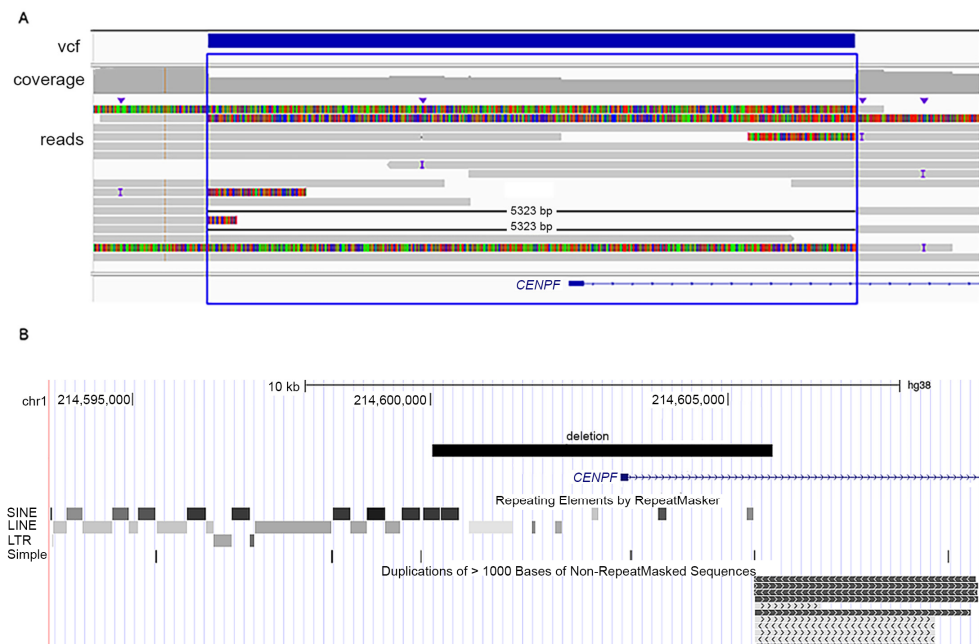 A
vcf
coverage
reads
5323 bp
5323 bp
CENPF
B
10 kb hg38
chr1 214,595,000 214,600,000 214,605,000
deletion
CENPF
Repeating Elements by RepeatMasker
SINE
LINE
LTR
Simple
Duplications of > 1000 Bases of Non-RepeatMasked Sequences